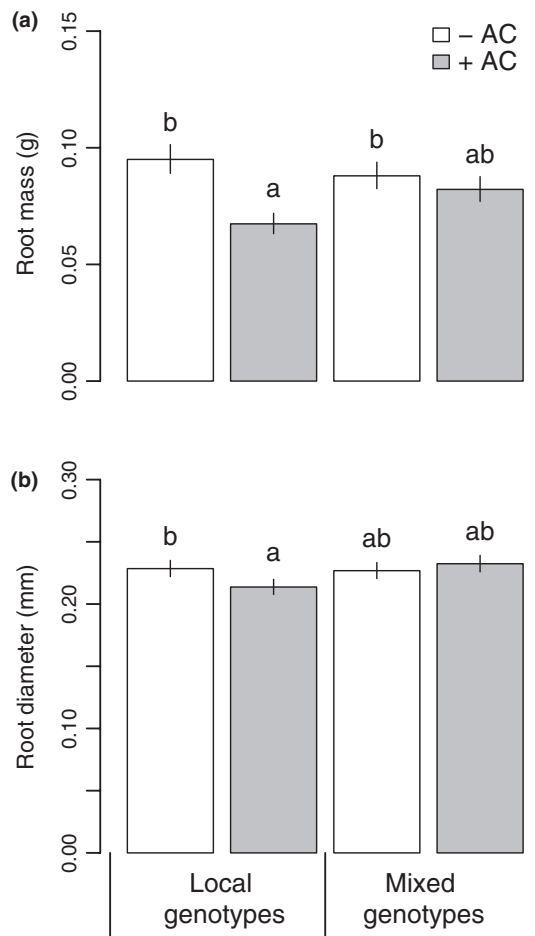 (a)
– AC
+ AC
Root mass (g)
0.15
0.10
0.05
0.00
b
a
b
ab
(b)
Root diameter (mm)
0.30
0.20
0.10
0.00
b
a
ab
ab
Local
genotypes
Mixed
genotypes